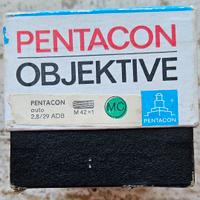 PENTACON
OBJEKTIVE
PENTACON
auto
2,8/29 ADB
M 42×1
MC
PENTACON